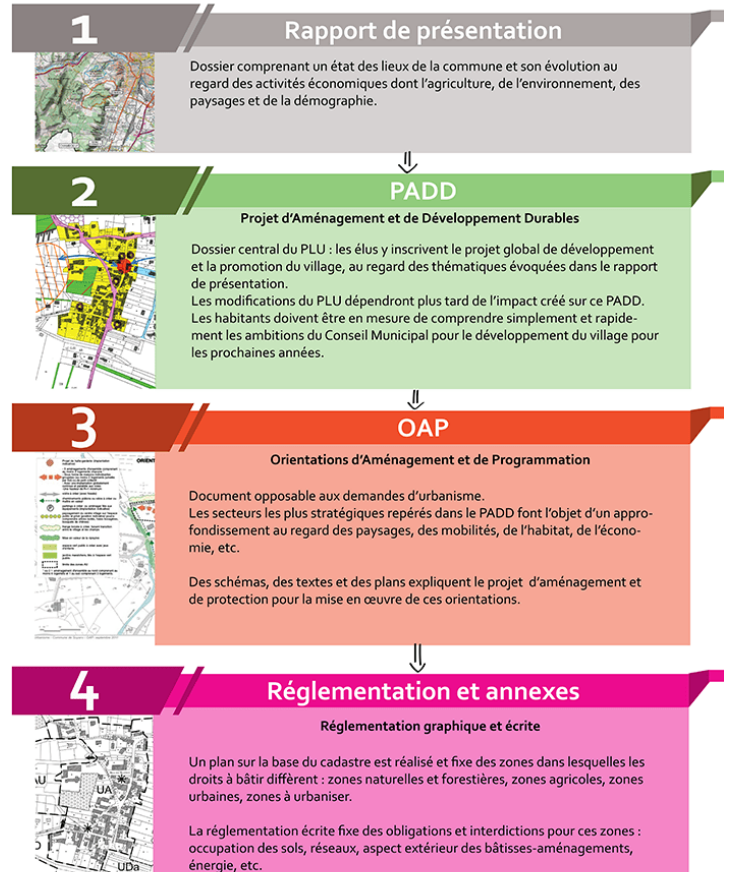 1
Rapport de présentation
Dossier comprenant un état des lieux de la commune et son évolution au
regard des activités économiques dont l'agriculture, de l'environnement, des
paysages et de la démographie.
2
PADD
Projet d'Aménagement et de Développement Durables
Dossier central du PLU : les élus y inscrivent le projet global de développement
et la promotion du village, au regard des thématiques évoquées dans le rapport
de présentation.
Les modifications du PLU dépendront plus tard de l'impact créé sur ce PADD.
Les habitants doivent être en mesure de comprendre simplement et rapide-
ment les ambitions du Conseil Municipal pour le développement du village pour
les prochaines années.
3
OAP
Orientations d'Aménagement et de Programmation
Document opposable aux demandes d'urbanisme.
Les secteurs les plus stratégiques repérés dans le PADD font l'objet d'un appro-
fondissement au regard des paysages, des mobilités, de l'habitat, de l'écono-
mie, etc.
Des schémas, des textes et des plans expliquent le projet d'aménagement et
de protection pour la mise en œuvre de ces orientations.
ORIENT
4
Réglementation et annexes
Réglementation graphique et écrite
Un plan sur la base du cadastre est réalisé et fixe des zones dans lesquelles les
droits à bâtir diffèrent : zones naturelles et forestières, zones agricoles, zones
urbaines, zones à urbaniser.
La réglementation écrite fixe des obligations et interdictions pour ces zones :
occupation des sols, réseaux, aspect extérieur des bâtisses-aménagements,
énergie, etc.
AU
UA
UDa